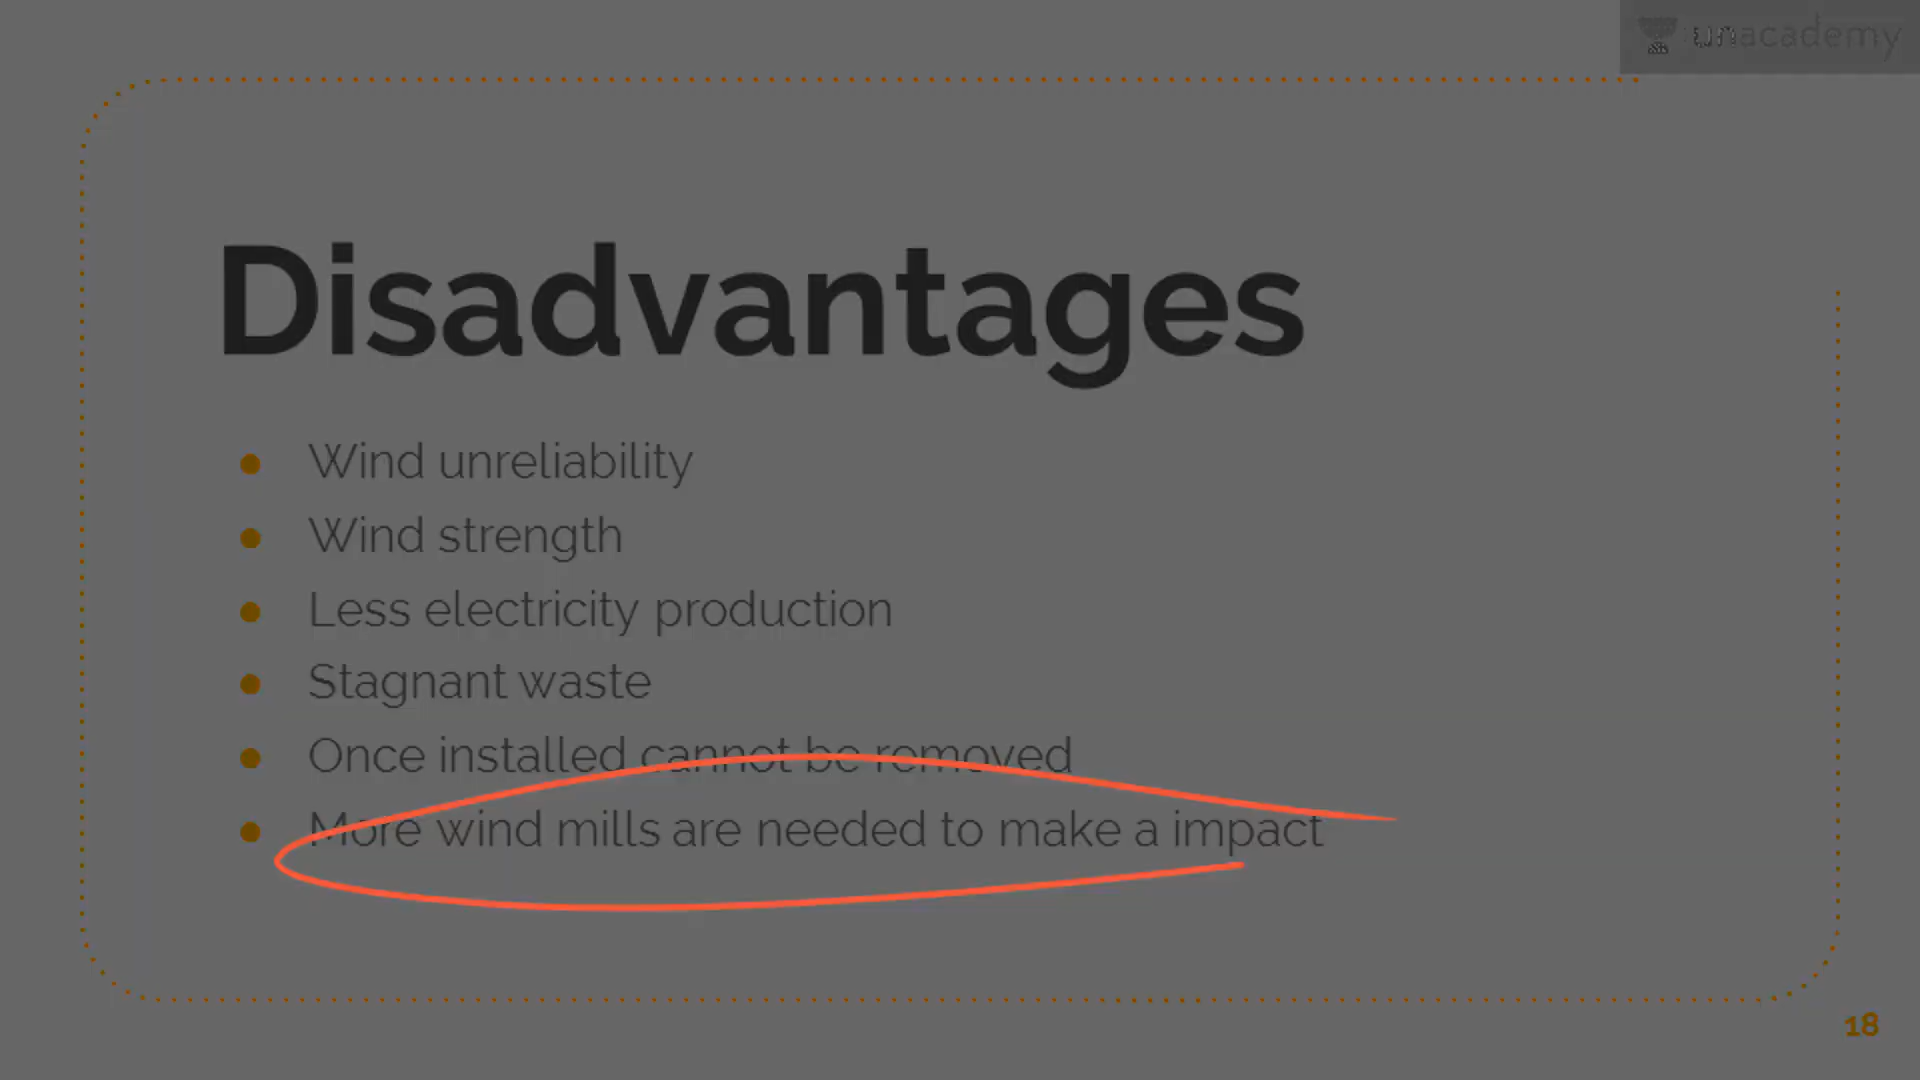 unacademy
Disadvantages
Wind unreliability
Wind strength
Less electricity production
Stagnant waste
Once installed cannot be removed
More wind mills are needed to make a impact
18